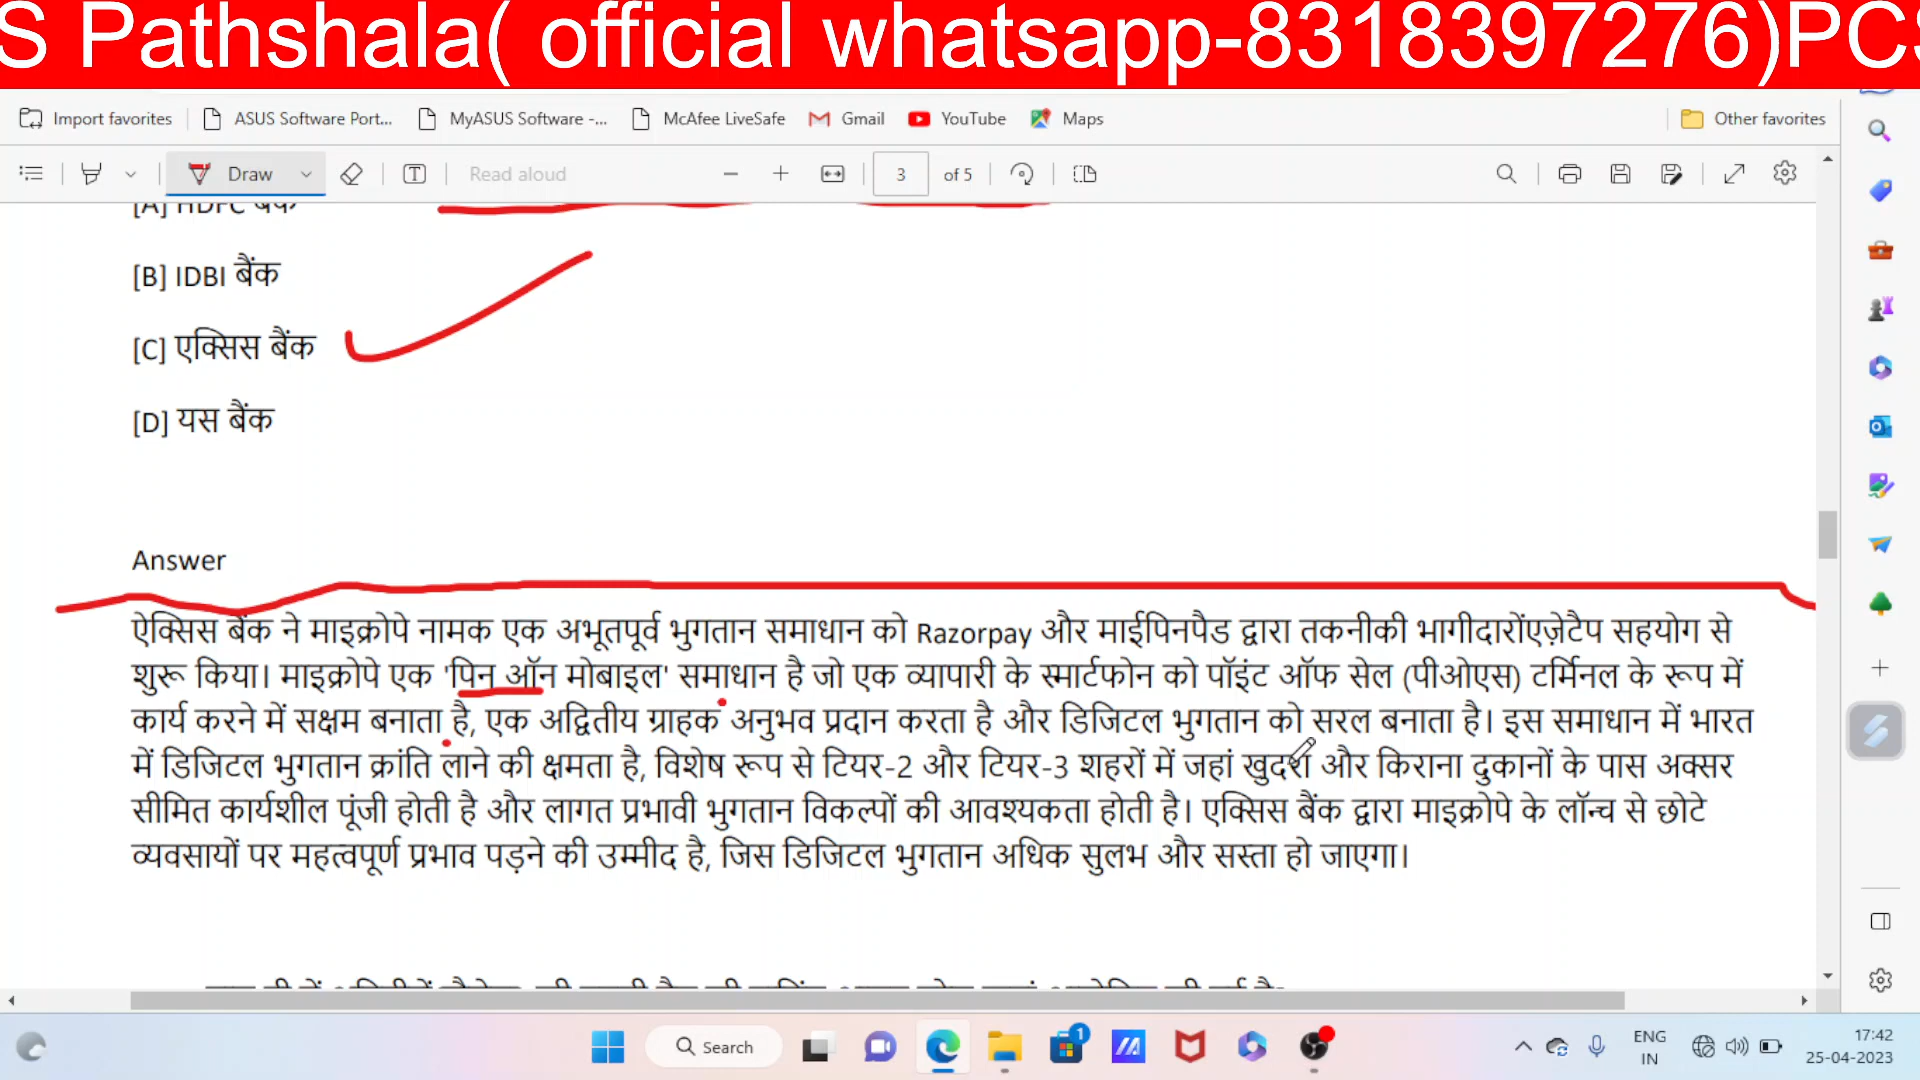 S Pathshala( official whatsapp-8318397276)PCS
Import favorites
ASUS Software Port...
MyASUS Software -...
McAfee LiveSafe
Gmail
YouTube
Maps
Other favorites
Draw
Read aloud
3 of 5
[A] HDFC बैंक
[B] IDBI बैंक
[C] एक्सिस बैंक
[D] यस बैंक
Answer
ऐक्सिस बैंक ने माइक्रोपे नामक एक अभूतपूर्व भुगतान समाधान को Razorpay और माईपिनपैड द्वारा तकनीकी भागीदारोंएज़ेटैप सहयोग से
शुरू किया। माइक्रोपे एक 'पिन ऑन मोबाइल' समाधान है जो एक व्यापारी के स्मार्टफोन को पॉइंट ऑफ सेल (पीओएस) टर्मिनल के रूप में
कार्य करने में सक्षम बनाता है, एक अद्वितीय ग्राहक अनुभव प्रदान करता है और डिजिटल भुगतान को सरल बनाता है। इस समाधान में भारत
में डिजिटल भुगतान क्रांति लाने की क्षमता है, विशेष रूप से टियर-2 और टियर-3 शहरों में जहां खुदरा और किराना दुकानों के पास अक्सर
सीमित कार्यशील पूंजी होती है और लागत प्रभावी भुगतान विकल्पों की आवश्यकता होती है। एक्सिस बैंक द्वारा माइक्रोपे के लॉन्च से छोटे
व्यवसायों पर महत्वपूर्ण प्रभाव पड़ने की उम्मीद है, जिस डिजिटल भुगतान अधिक सुलभ और सस्ता हो जाएगा।
Search
1
ENG
IN
17:42
25-04-2023